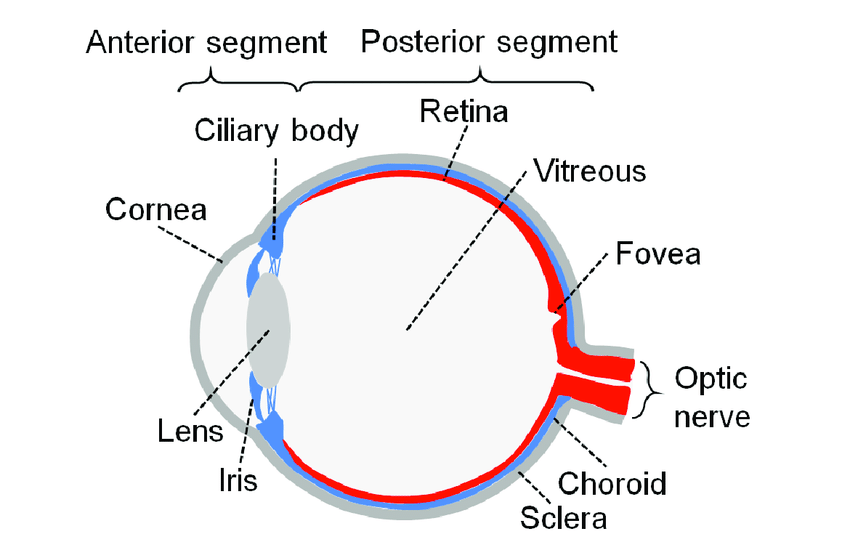 Anterior segment
Posterior segment
Retina
Ciliary body
Vitreous
Cornea
Fovea
Optic
nerve
Lens
Iris
Choroid
Sclera